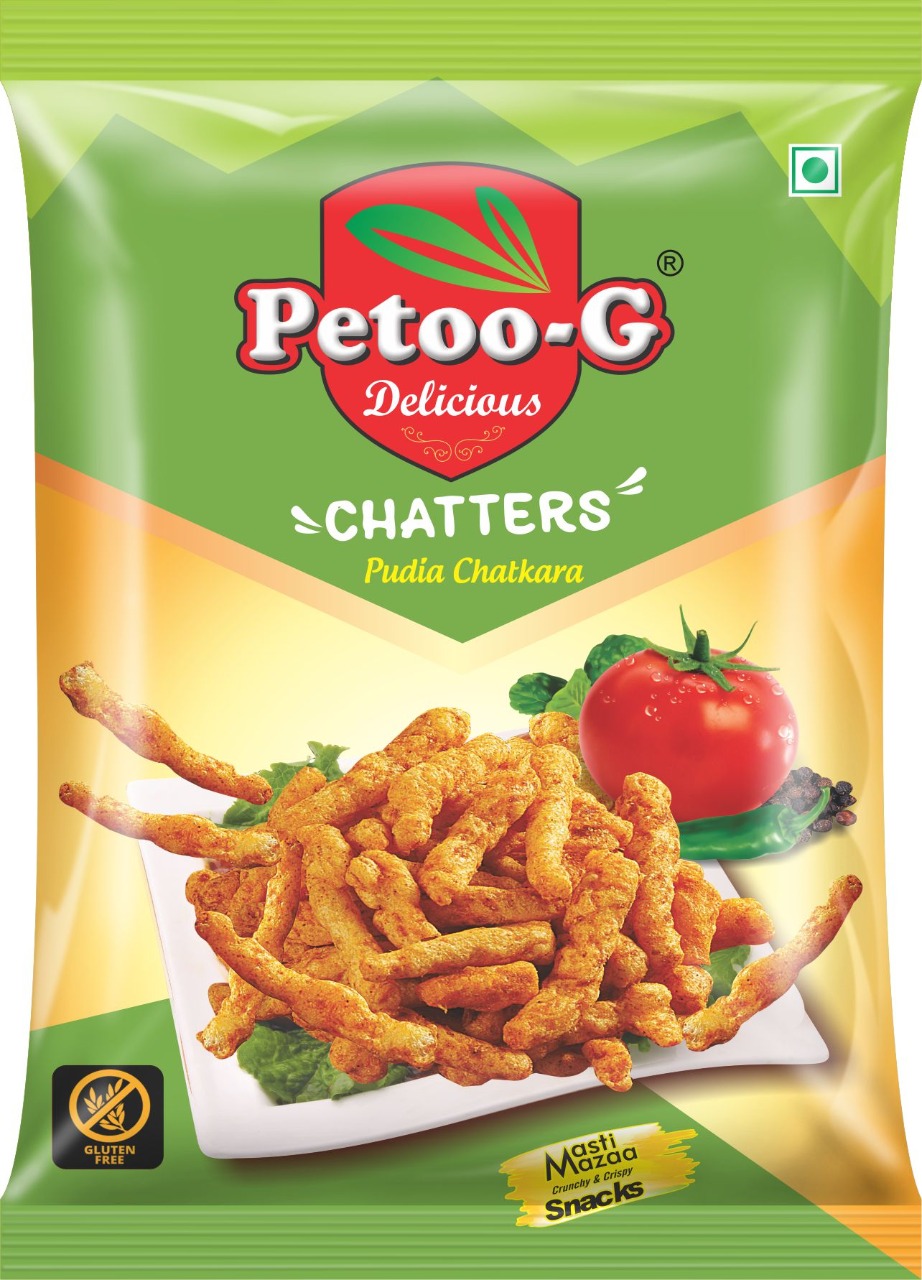 ®
Petoo-G
Delicious
CHATTERS
Pudia Chatkara
GLUTEN
FREE
Masti
Mazaa
Crunchy & Crispy
Snacks